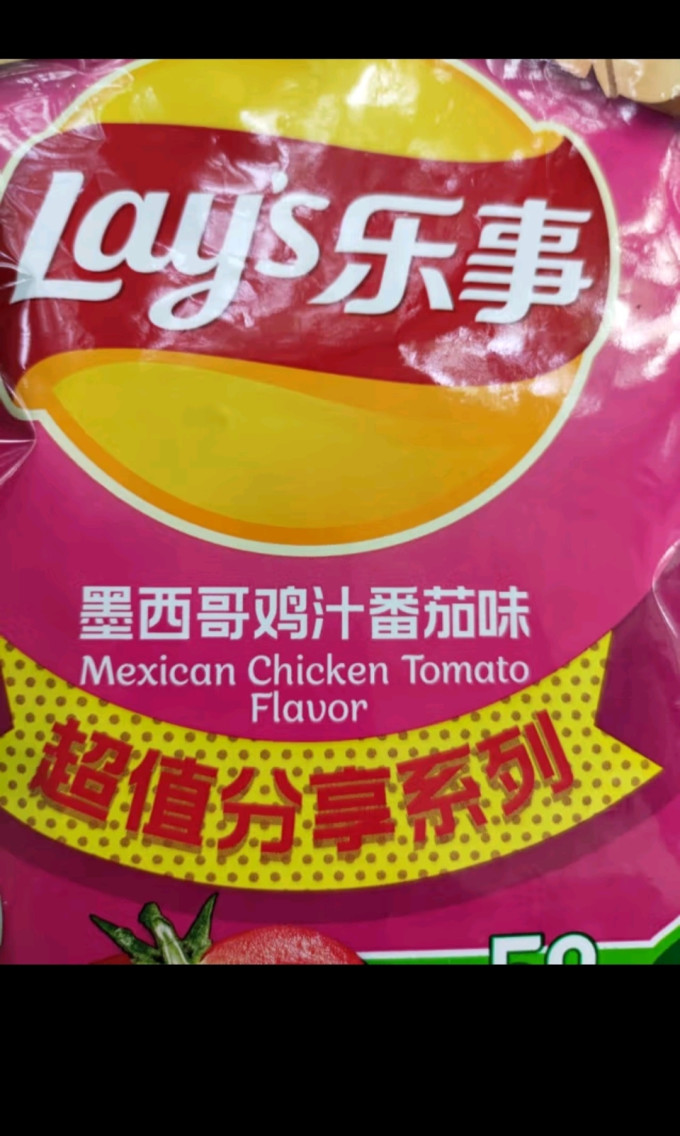 Lay's乐事
墨西哥鸡汁番茄味
Mexican Chicken Tomato
Flavor
超值分享系列